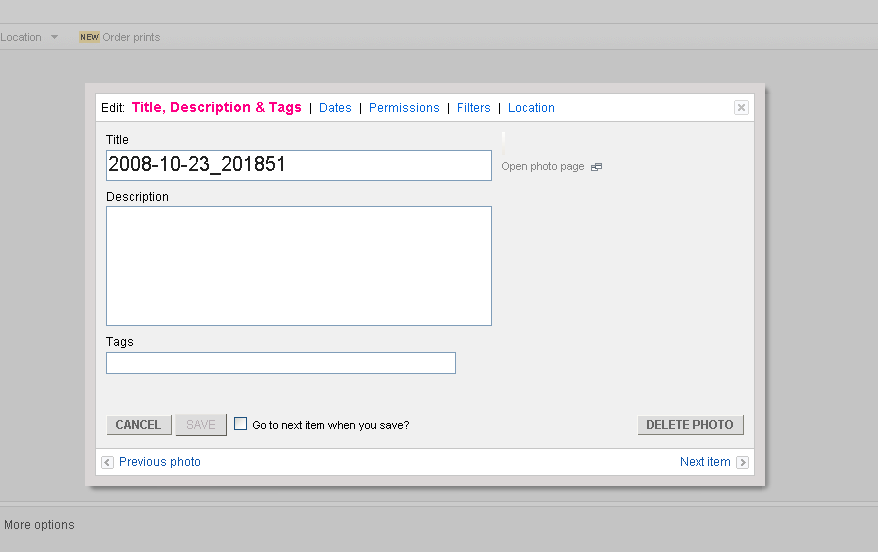 Location NEW Order prints
Edit: Title, Description & Tags | Dates | Permissions | Filters | Location
Title
2008-10-23_201851
Open photo page
Description
Tags
CANCEL SAVE Go to next item when you save? DELETE PHOTO
Previous photo Next item
More options